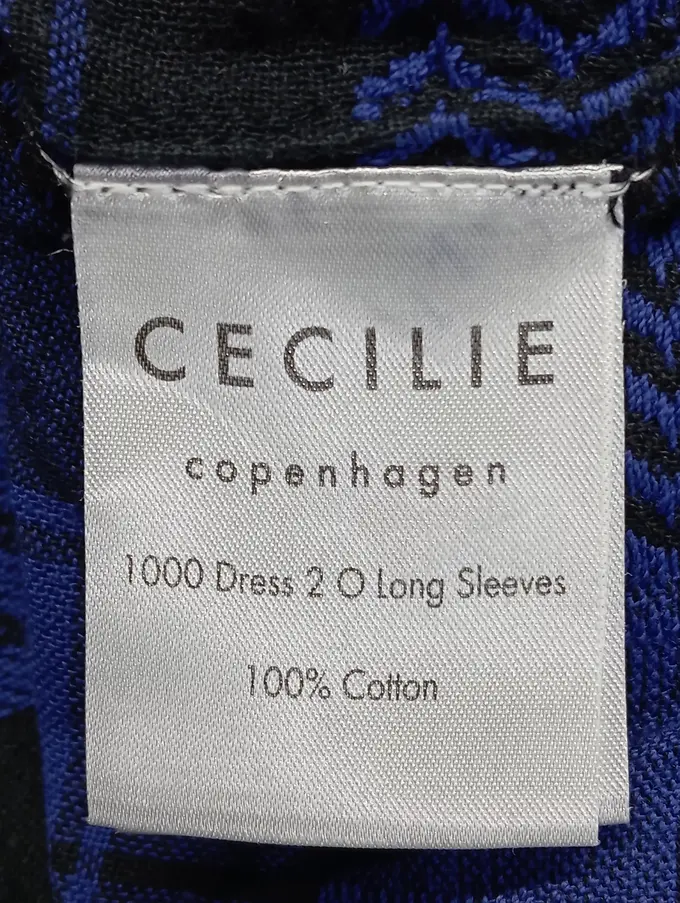 CECILIE
copenhagen
1000 Dress 2 O Long Sleeves
100% Cotton